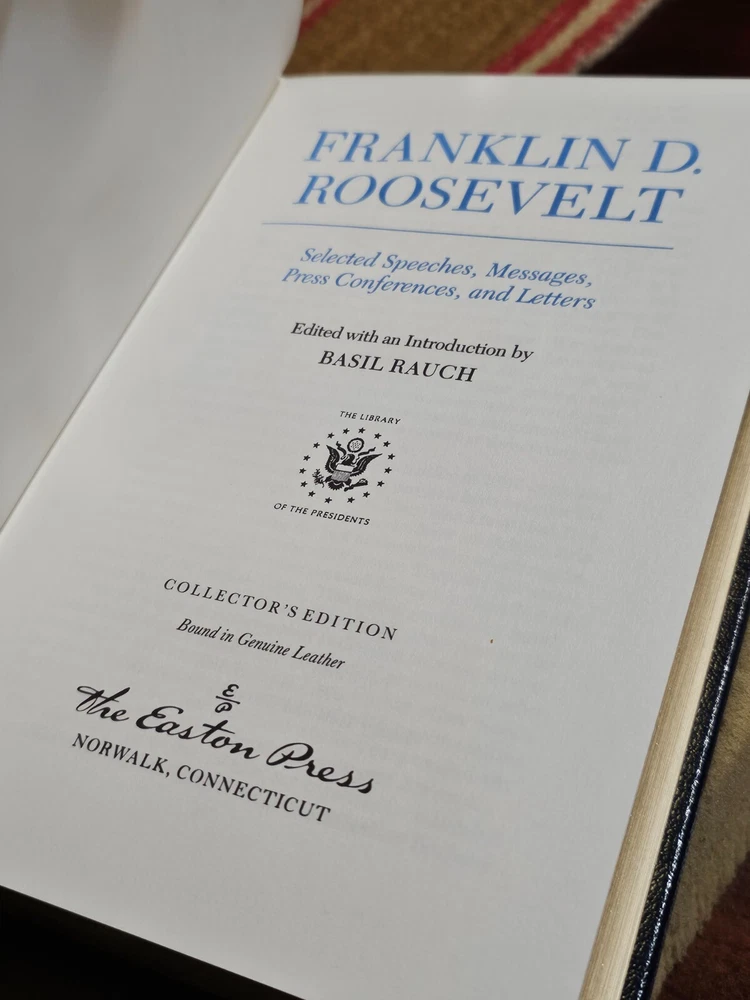 FRANKLIN D.
ROOSEVELT
Selected Speeches, Messages,
Press Conferences, and Letters
Edited with an Introduction by
BASIL RAUCH
THE LIBRARY
OF THE PRESIDENTS
COLLECTOR'S EDITION
Bound in Genuine Leather
E
P
The Easton Press
NORWALK, CONNECTICUT